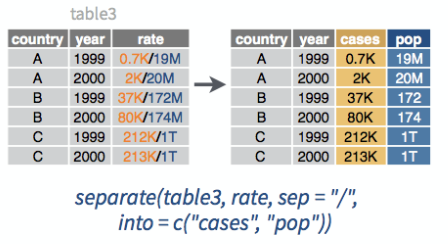 table3
country year rate country year cases pop
A 1999 0.7K/19M A 1999 0.7K 19M
A 2000 2K/20M A 2000 2K 20M
B 1999 37K/172M B 1999 37K 172
B 2000 80K/174M B 2000 80K 174
C 1999 212K/1T C 1999 212K 1T
C 2000 213K/1T C 2000 213K 1T
separate(table3, rate, sep = "/",
into = c("cases", "pop"))